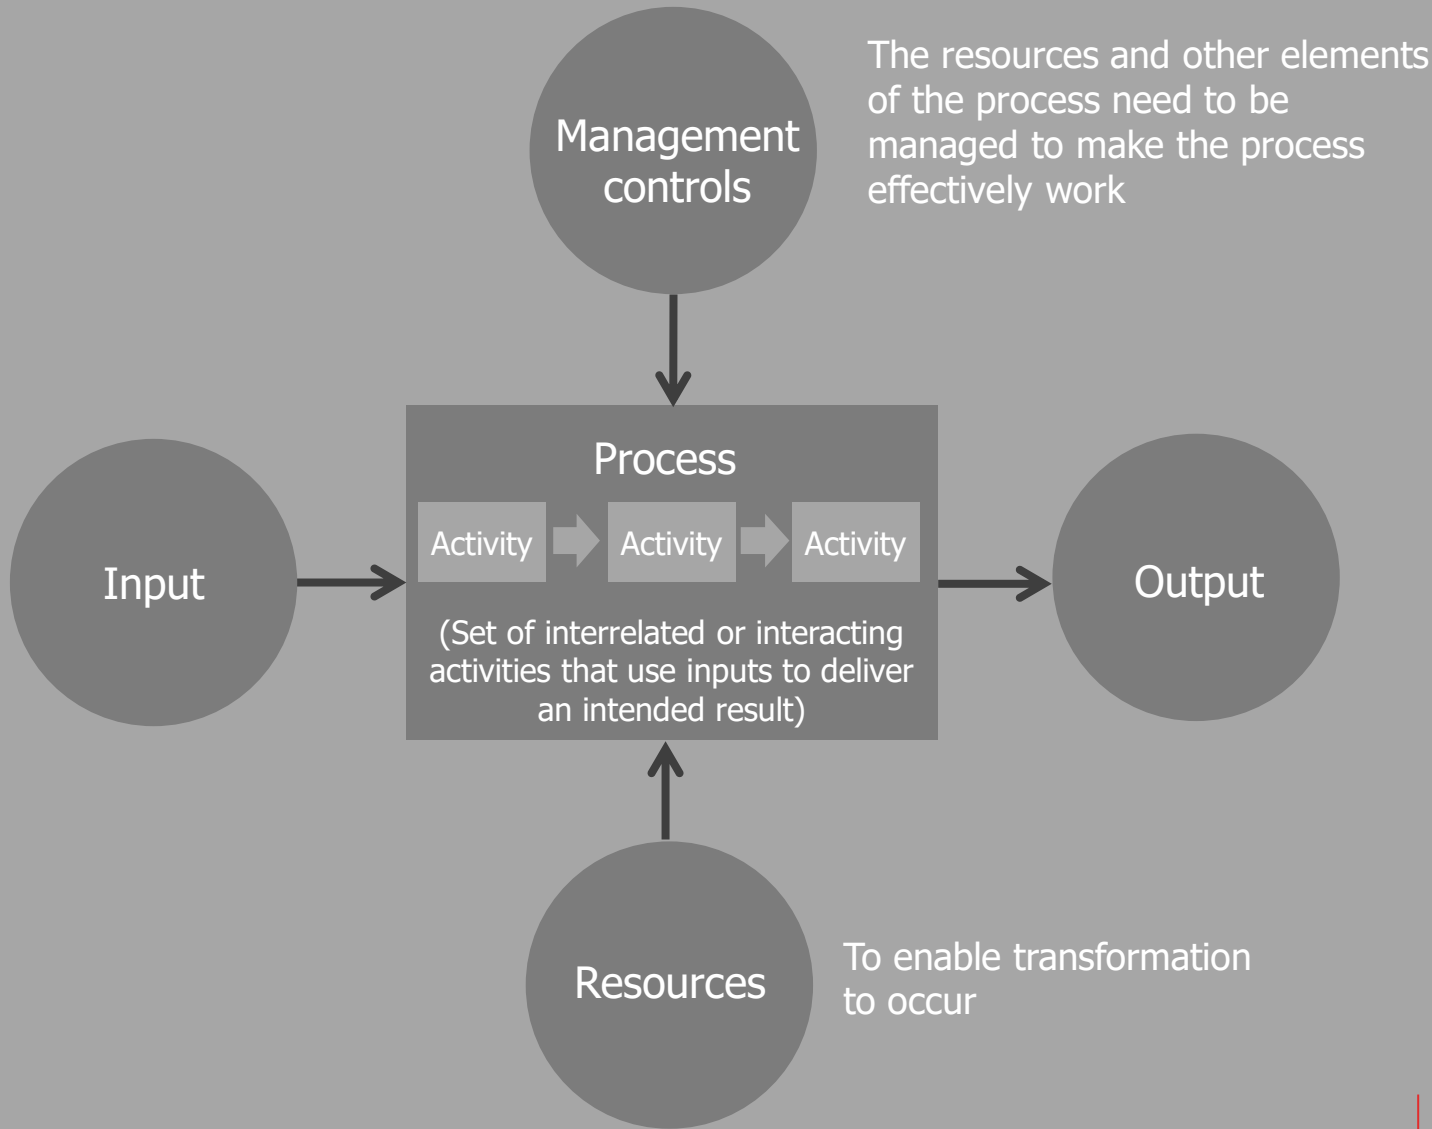 Management
controls
The resources and other elements
of the process need to be
managed to make the process
effectively work
Process
Activity
Activity
Activity
(Set of interrelated or interacting
activities that use inputs to deliver
an intended result)
Input
Output
Resources
To enable transformation
to occur